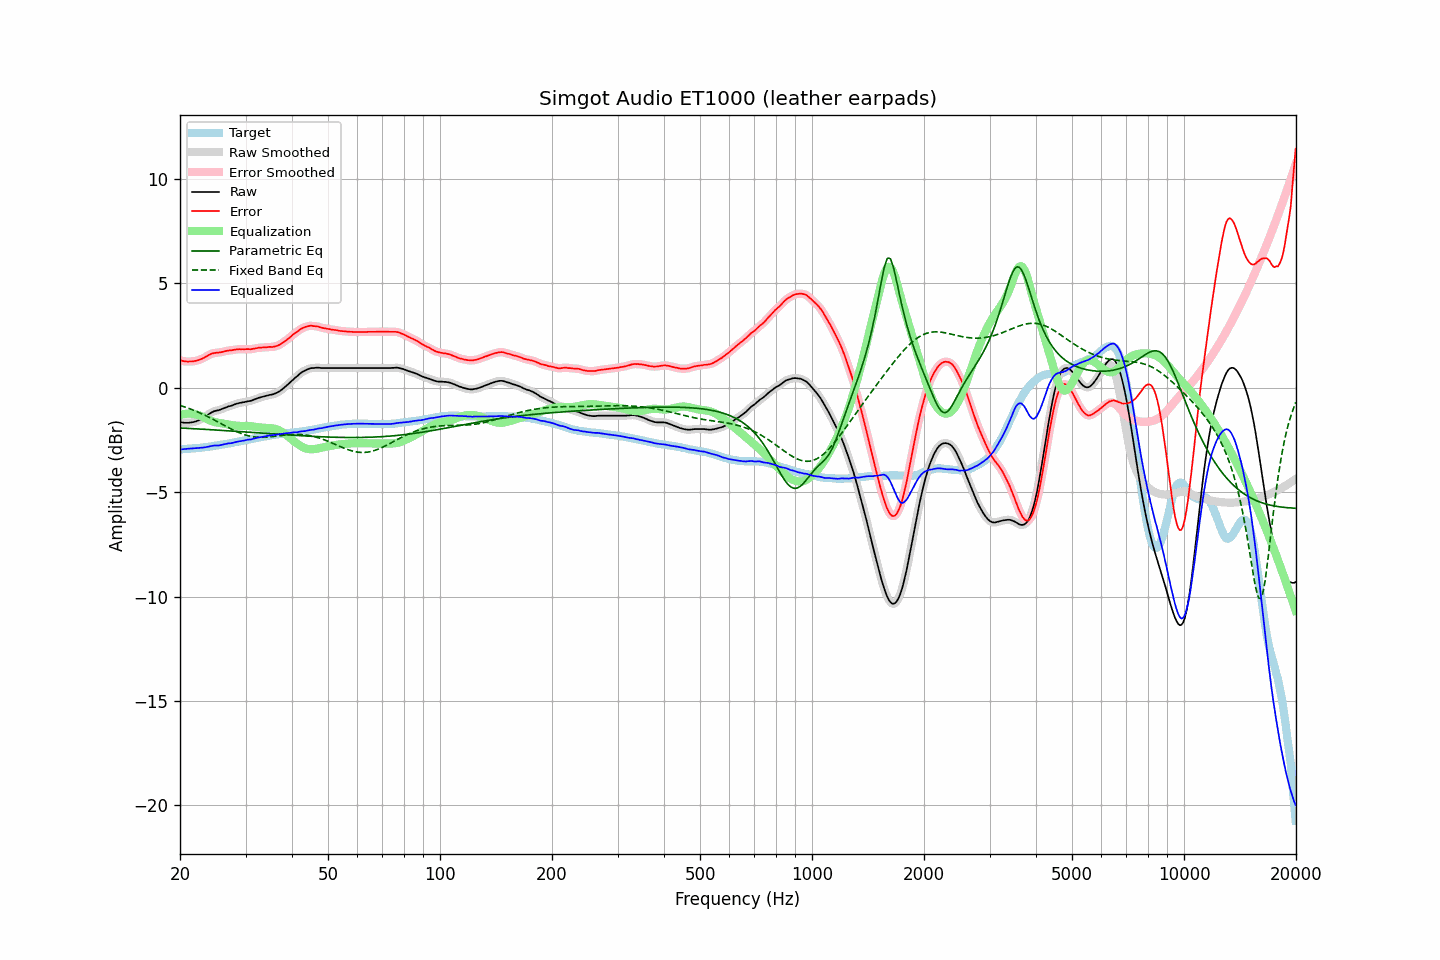 Simgot Audio ET1000 (leather earpads)
Target
Raw Smoothed
Error Smoothed
Raw
Error
Equalization
Parametric Eq
Fixed Band Eq
Equalized
10
5
0
−5
−10
−15
−20
Amplitude (dBr)
20 50 100 200 500 1000 2000 5000 10000 20000
Frequency (Hz)